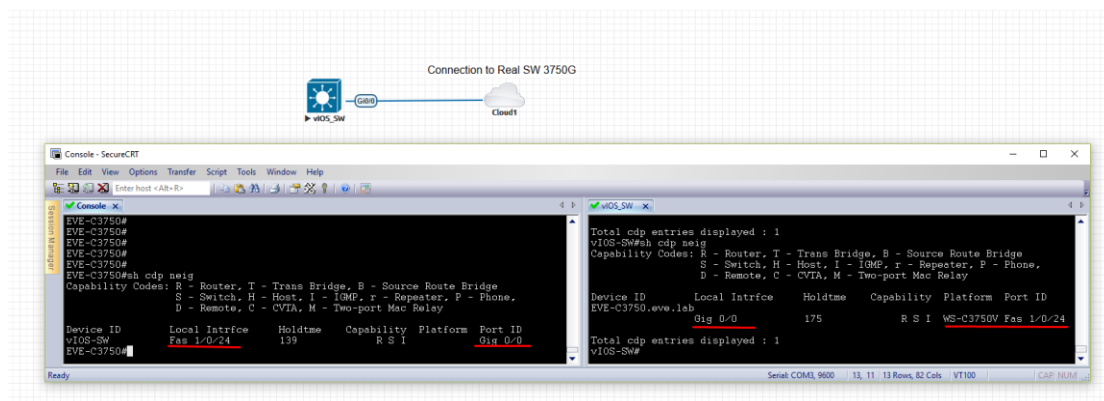 Connection to Real SW 3750G
Gi0/0
vIOS_SW
Cloud1
Console - SecureCRT
File Edit View Options Transfer Script Tools Window Help
Enter host <Alt+R>
Session Manager
Console
EVE-C3750#
EVE-C3750#
EVE-C3750#
EVE-C3750#
EVE-C3750#
EVE-C3750#sh cdp neig
Capability Codes: R - Router, T - Trans Bridge, B - Source Route Bridge
S - Switch, H - Host, I - IGMP, r - Repeater, P - Phone,
D - Remote, C - CVTA, M - Two-port Mac Relay
Device ID Local Intrfce Holdtme Capability Platform Port ID
vIOS-SW Fas 1/0/24 139 R S I Gig 0/0
EVE-C3750#
vIOS_SW
Total cdp entries displayed : 1
vIOS-SW#sh cdp neig
Capability Codes: R - Router, T - Trans Bridge, B - Source Route Bridge
S - Switch, H - Host, I - IGMP, r - Repeater, P - Phone,
D - Remote, C - CVTA, M - Two-port Mac Relay
Device ID Local Intrfce Holdtme Capability Platform Port ID
EVE-C3750.eve.lab
Gig 0/0 175 R S I WS-C3750V Fas 1/0/24
Total cdp entries displayed : 1
vIOS-SW#
Ready
Serial: COM3, 9600 13, 11 13 Rows, 82 Cols VT100 CAP NUM